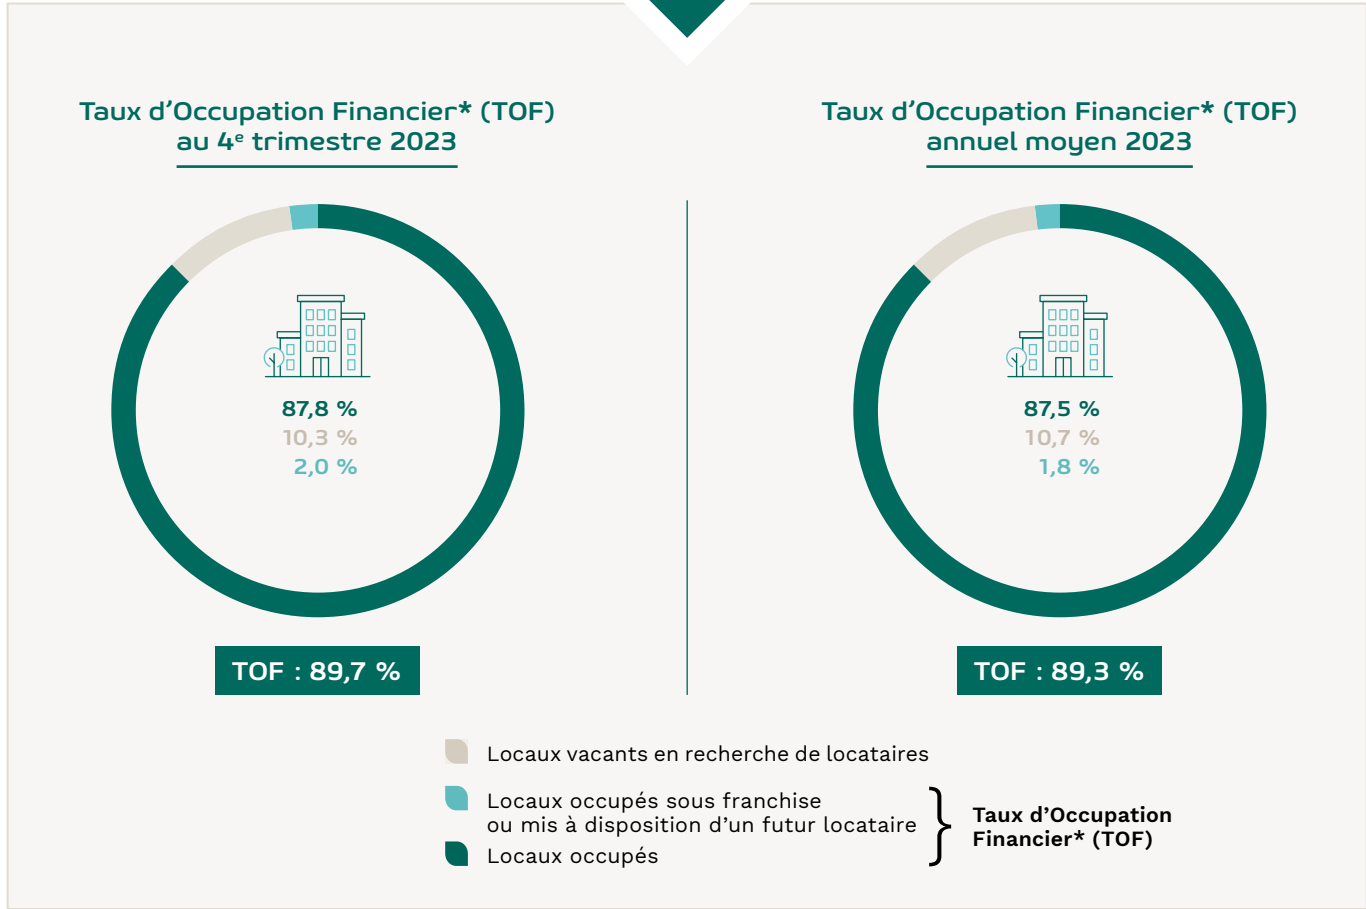 Taux d’Occupation Financier* (TOF)
au 4e trimestre 2023
87,8 %
10,3 %
2,0 %
TOF : 89,7 %
Taux d’Occupation Financier* (TOF)
annuel moyen 2023
87,5 %
10,7 %
1,8 %
TOF : 89,3 %
Locaux vacants en recherche de locataires
Locaux occupés sous franchise
ou mis à disposition d’un futur locataire
Locaux occupés
Taux d’Occupation
Financier* (TOF)